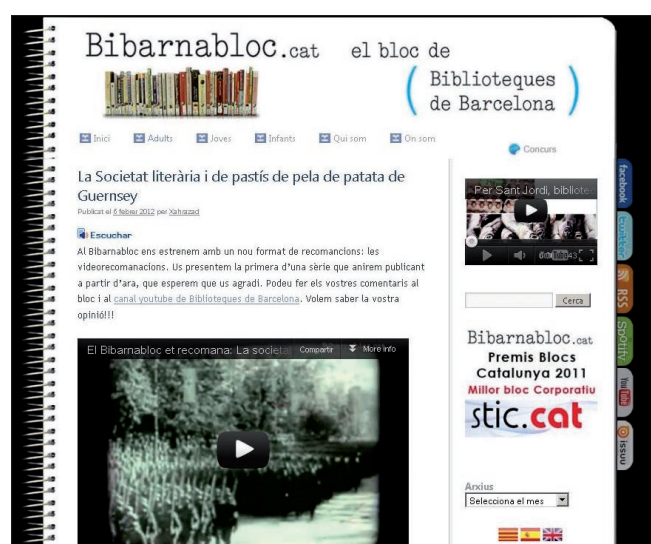 Bibarnabloc.cat el bloc de
Biblioteques
de Barcelona
Inici Adults Joves Infants Qui som On som
Concurs
La Societat literària i de pastís de pela de patata de
Guernsey
Publicat el 6 febrer 2012 per Xahrazad
Escuchar
Al Bibarnabloc ens estrenem amb un nou format de recomancions: les
videorecomanacions. Us presentem la primera d'una sèrie que anirem publicant
a partir d'ara, que esperem que us agradi. Podeu fer els vostres comentaris al
bloc i al canal youtube de Biblioteques de Barcelona. Volem saber la vostra
opinió!!!
El Bibarnabloc et recomana: La societat Compartir More info
Per Sant Jordi, bibliote
Cerca
Bibarnabloc.cat
Premis Blocs
Catalunya 2011
Millor bloc Corporatiu
stic.cat
Arxius
Selecciona el mes
facebook
twitter
RSS
Spotify
YouTube
issuu